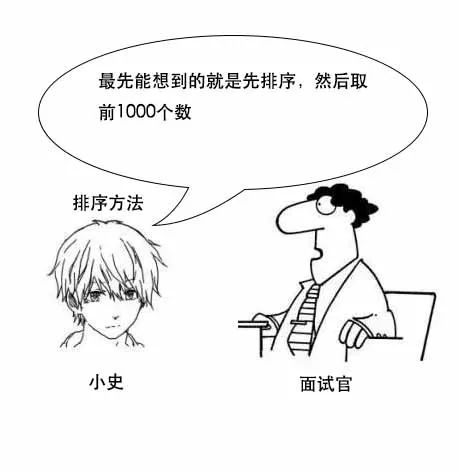 最先能想到的就是先排序，然后取
前1000个数
排序方法
小史
面试官